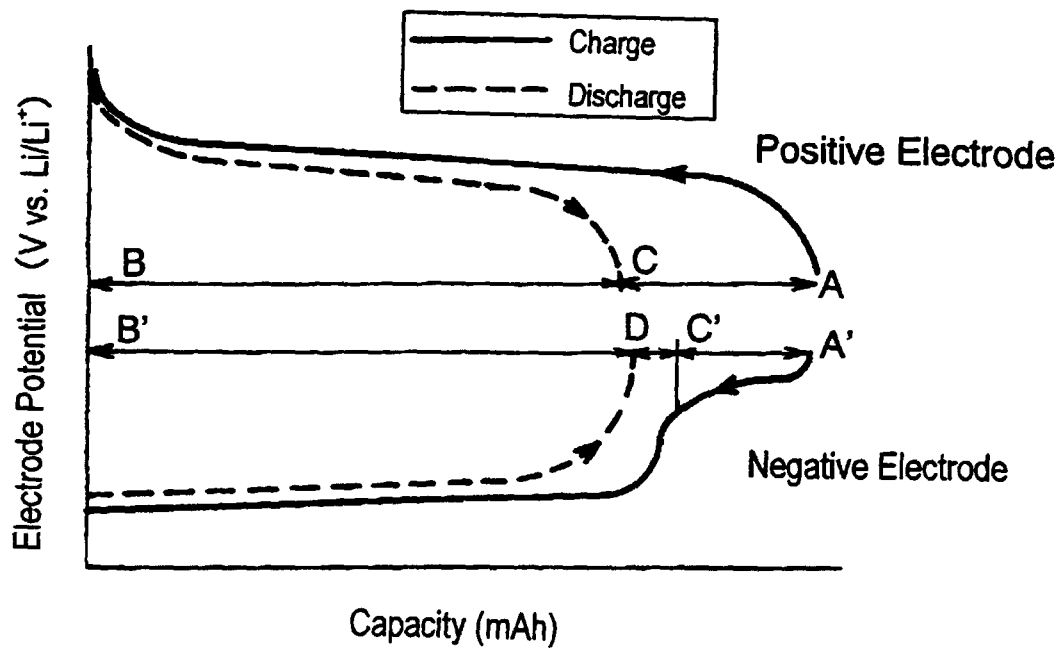 Charge
Discharge
Electrode Potential (V vs. Li/Li⁺)
Positive Electrode
B C A
B' D C' A'
Negative Electrode
Capacity (mAh)